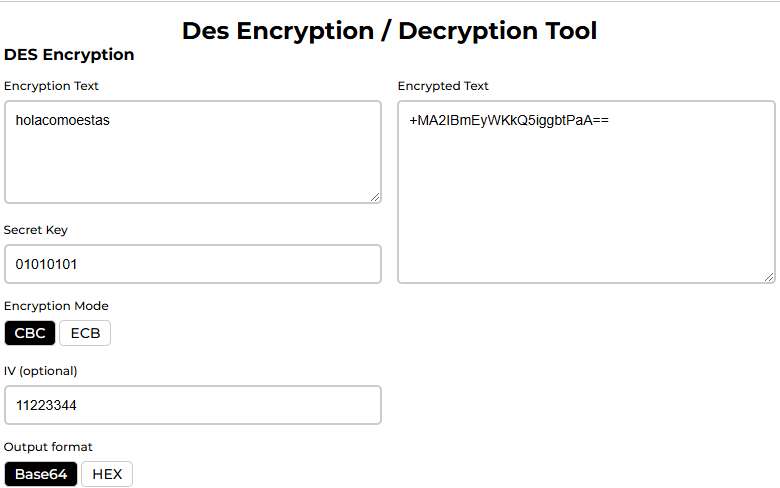 Des Encryption / Decryption Tool
DES Encryption
Encryption Text
holacomoestas
Encrypted Text
+MA2IBmEyWKkQ5iggbtPaA==
Secret Key
01010101
Encryption Mode
CBC ECB
IV (optional)
11223344
Output format
Base64 HEX